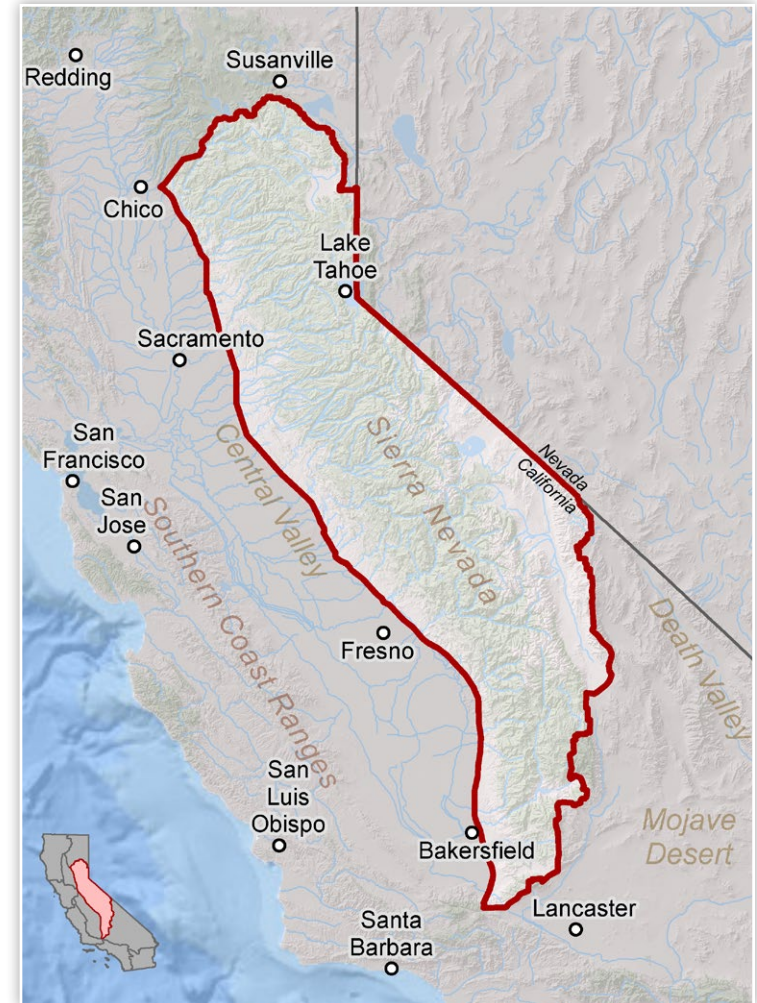 Redding
Susanville
Chico
Lake
Tahoe
Sacramento
San
Francisco
San
Jose
Central Valley
Sierra Nevada
Nevada
California
Southern Coast Ranges
Fresno
Death Valley
San
Luis
Obispo
Bakersfield
Mojave
Desert
Lancaster
Santa
Barbara